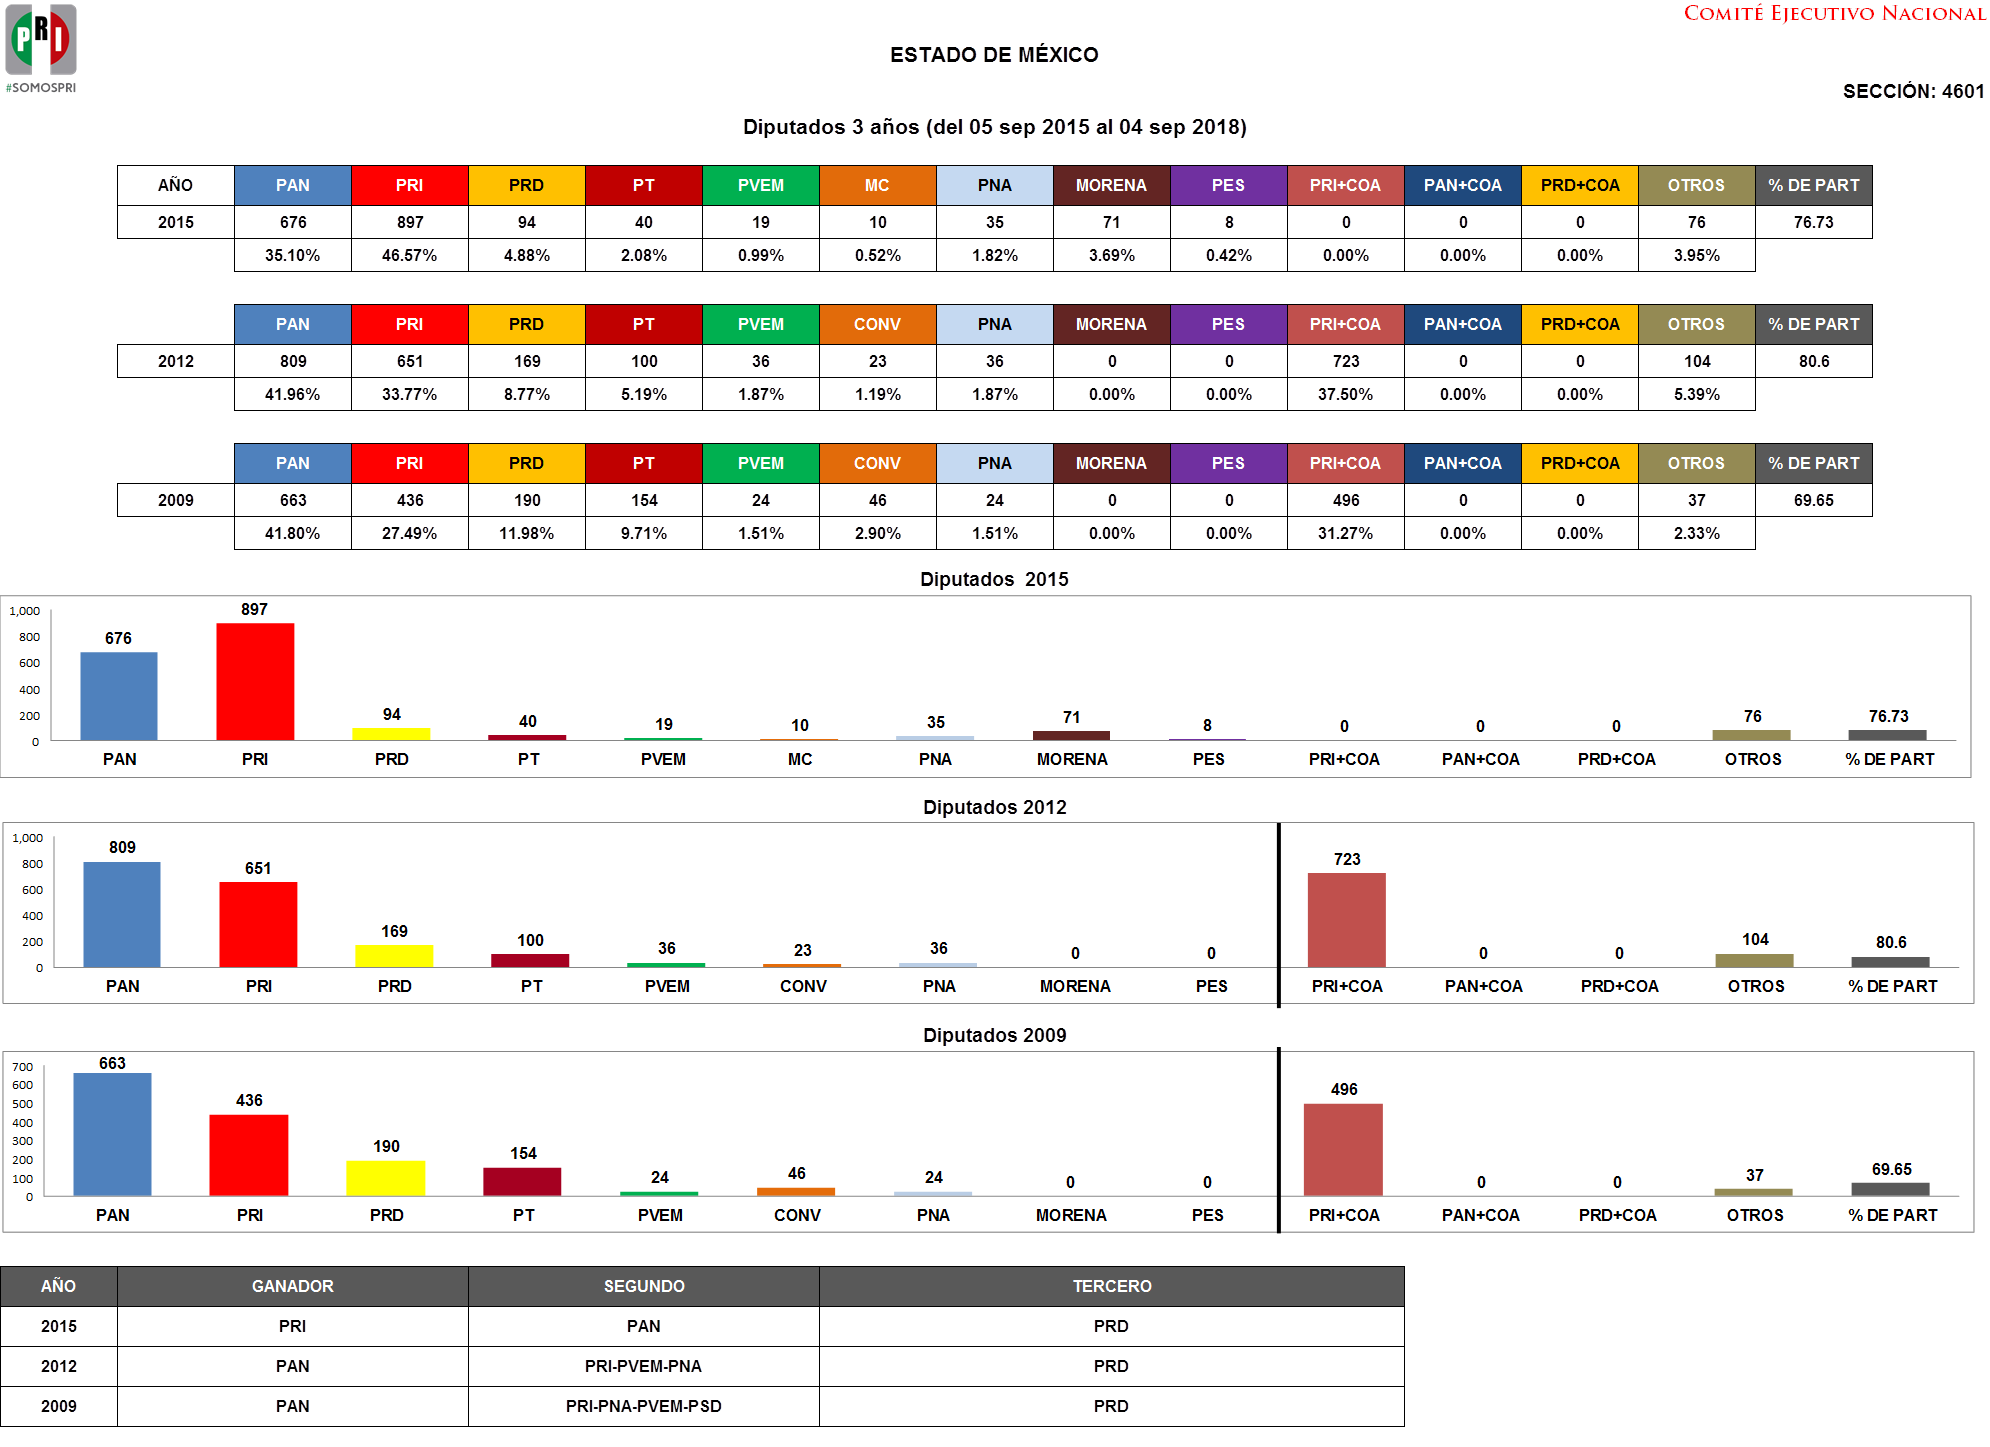 PRI
#SOMOSPRI
COMITÉ EJECUTIVO NACIONAL
ESTADO DE MÉXICO
SECCIÓN: 4601
Diputados 3 años (del 05 sep 2015 al 04 sep 2018)
AÑO PAN PRI PRD PT PVEM MC PNA MORENA PES PRI+COA PAN+COA PRD+COA OTROS % DE PART
2015 676 897 94 40 19 10 35 71 8 0 0 0 76 76.73
35.10% 46.57% 4.88% 2.08% 0.99% 0.52% 1.82% 3.69% 0.42% 0.00% 0.00% 0.00% 3.95%
PAN PRI PRD PT PVEM CONV PNA MORENA PES PRI+COA PAN+COA PRD+COA OTROS % DE PART
2012 809 651 169 100 36 23 36 0 0 723 0 0 104 80.6
41.96% 33.77% 8.77% 5.19% 1.87% 1.19% 1.87% 0.00% 0.00% 37.50% 0.00% 0.00% 5.39%
PAN PRI PRD PT PVEM CONV PNA MORENA PES PRI+COA PAN+COA PRD+COA OTROS % DE PART
2009 663 436 190 154 24 46 24 0 0 496 0 0 37 69.65
41.80% 27.49% 11.98% 9.71% 1.51% 2.90% 1.51% 0.00% 0.00% 31.27% 0.00% 0.00% 2.33%
Diputados 2015
1,000
800
600
400
200
0
676 897 94 40 19 10 35 71 8 0 0 0 76 76.73
PAN PRI PRD PT PVEM MC PNA MORENA PES PRI+COA PAN+COA PRD+COA OTROS % DE PART
Diputados 2012
1,000
800
600
400
200
0
809 651 169 100 36 23 36 0 0 723 0 0 104 80.6
PAN PRI PRD PT PVEM CONV PNA MORENA PES PRI+COA PAN+COA PRD+COA OTROS % DE PART
Diputados 2009
700
600
500
400
300
200
100
0
663 436 190 154 24 46 24 0 0 496 0 0 37 69.65
PAN PRI PRD PT PVEM CONV PNA MORENA PES PRI+COA PAN+COA PRD+COA OTROS % DE PART
AÑO GANADOR SEGUNDO TERCERO
2015 PRI PAN PRD
2012 PAN PRI-PVEM-PNA PRD
2009 PAN PRI-PNA-PVEM-PSD PRD